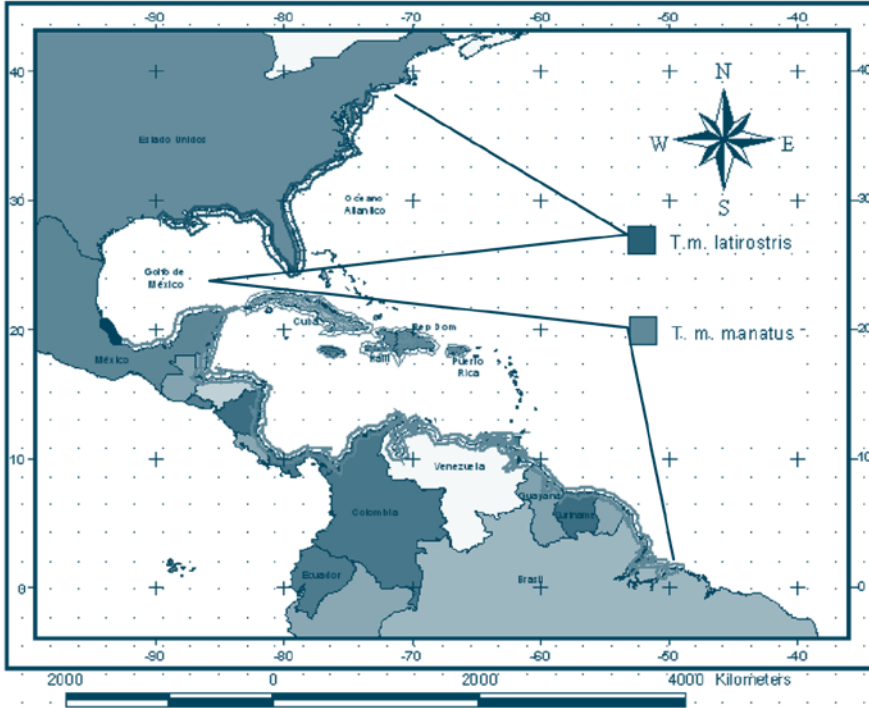 -90 -80 -70 -60 -50 -40
40 40
N
W E
S
Estado Unidos
30 30
Oceano
Atlantico
T.m. latirostris
Golfo de
México
20 20
Cuba
Rep Dom
Haiti
Puerto
Rica
T. m. manatus
México
10 10
Venezuela
Guayana
Suriname
Colombia
Ecuador
Brasil
0 0
-90 -80 -70 -60 -50 -40
2000 0 2000 4000 Kilometers